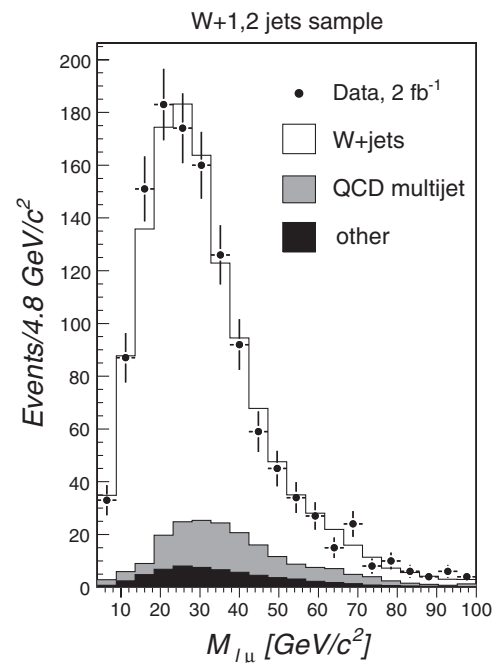 W+1,2 jets sample
200
180
160
140
120
100
80
60
40
20
0
Events/4.8 GeV/c²
Data, 2 fb⁻¹
W+jets
QCD multijet
other
10 20 30 40 50 60 70 80 90 100
M_lμ [GeV/c²]